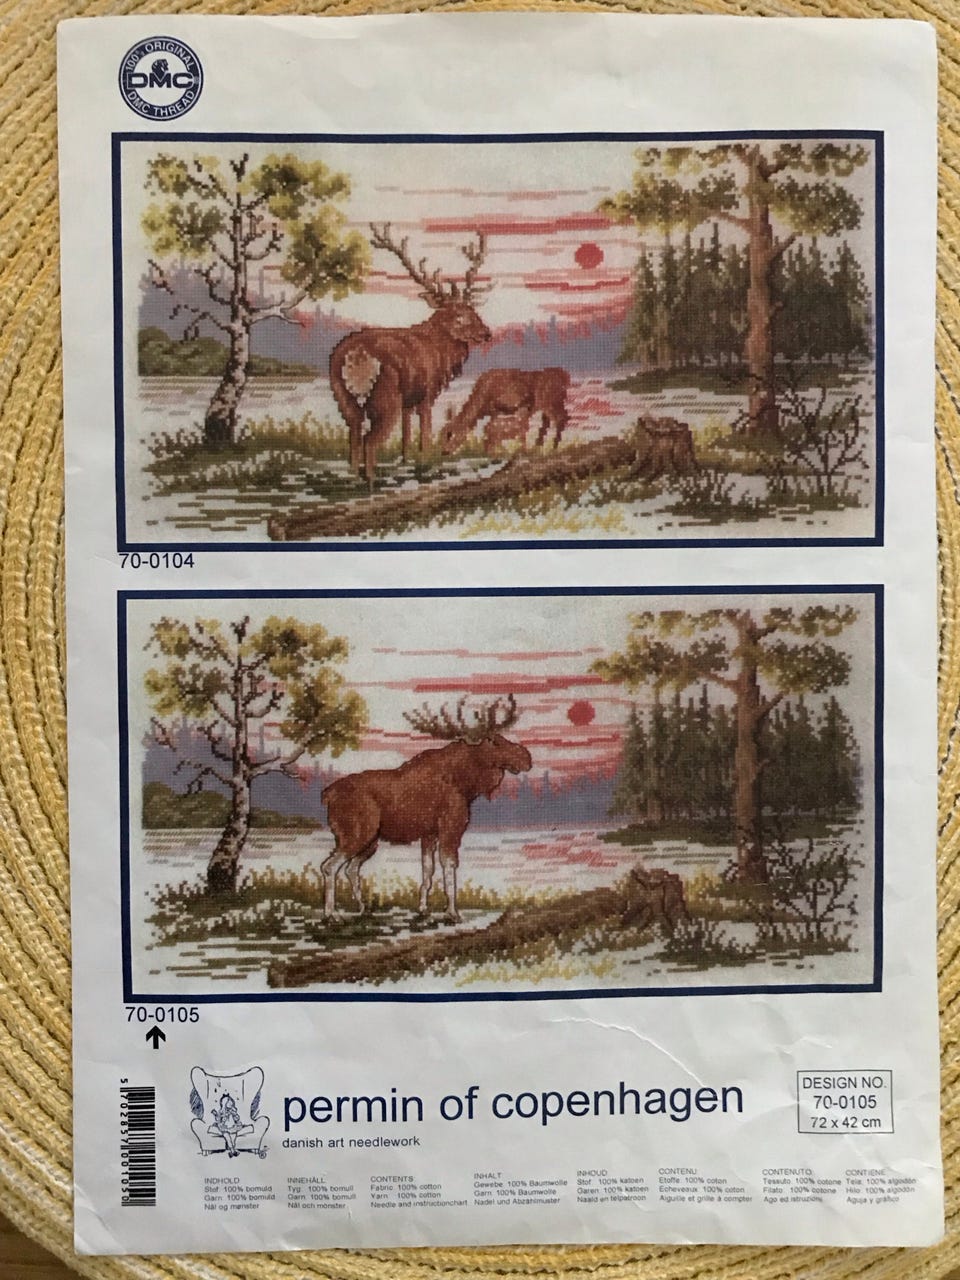 100% ORIGINAL
DMC
DMC THREAD
70-0104
70-0105
permin of copenhagen
danish art needlework
DESIGN NO.
70-0105
72 x 42 cm
INDHOLD
Stof 100% bomuld
Garn 100% bomuld
Nål og mønster
INNEHÅLL
Tyg 100% bomull
Garn 100% bomull
Nål och mönster
CONTENTS
Fabric 100% cotton
Yarn 100% cotton
Needle and instructionchart
INHALT
Gewebe 100% Baumwolle
Garn 100% Baumwolle
Nadel und Abzählmuster
INHOUD
Stof 100% katoen
Garen 100% katoen
Naald en telpatroon
CONTENU
Etoffe 100% coton
Echeveaux 100% coton
Aiguille et grille à compter
CONTENUTO
Tessuto 100% cotone
Filato 100% cotone
Ago ed istruzioni
CONTIENE
Tela 100% algodón
Hilo 100% algodón
Aguja y gráfico